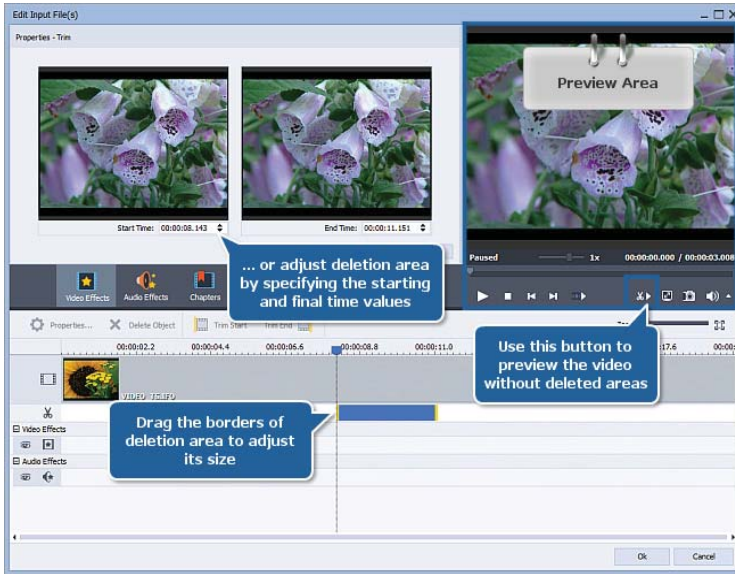 Edit Input File(s)
Properties - Trim
Preview Area
Start Time: 00:00:08.143
End Time: 00:00:11.151
Paused
1x
00:00:00.000 / 00:00:03.008
... or adjust deletion area
by specifying the starting
and final time values
Video Effects
Audio Effects
Chapters
Properties...
Delete Object
Trim Start
Trim End
Use this button to
preview the video
without deleted areas
00:00:02.2
00:00:04.4
00:00:06.6
00:00:08.8
00:00:11.0
:17.6
00:00:
Drag the borders of
deletion area to adjust
its size
Video Effects
Audio Effects
Ok
Cancel